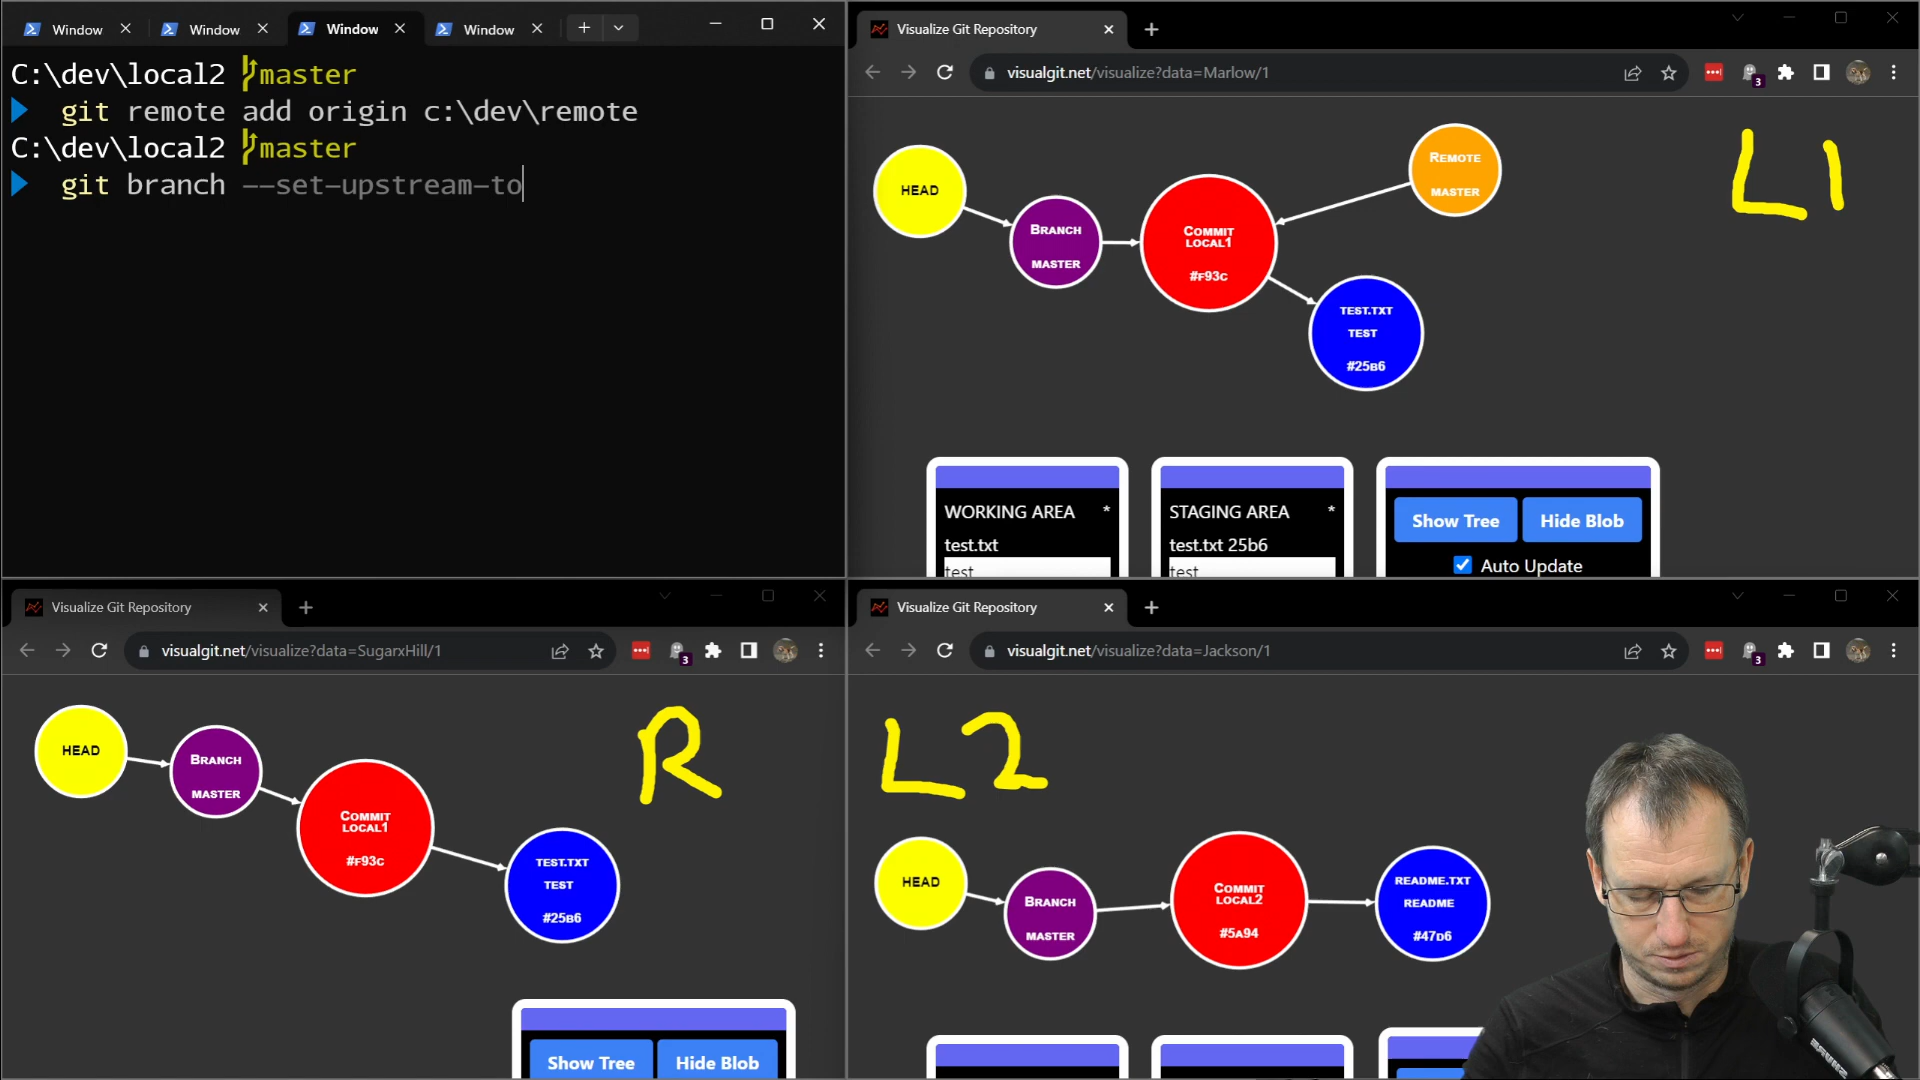 Window
Window
Window
Window
C:\dev\local2 master
git remote add origin c:\dev\remote
C:\dev\local2 master
git branch --set-upstream-to
Visualize Git Repository
visualgit.net/visualize?data=Marlow/1
3
L1
HEAD
BRANCH
MASTER
COMMIT
LOCAL1
#F93C
REMOTE
MASTER
TEST.TXT
TEST
#25B6
WORKING AREA *
test.txt
test
STAGING AREA *
test.txt 25b6
test
Show Tree
Hide Blob
Auto Update
Visualize Git Repository
visualgit.net/visualize?data=SugarxHill/1
3
R
HEAD
BRANCH
MASTER
COMMIT
LOCAL1
#F93C
TEST.TXT
TEST
#25B6
Show Tree
Hide Blob
Visualize Git Repository
visualgit.net/visualize?data=Jackson/1
3
L2
HEAD
BRANCH
MASTER
COMMIT
LOCAL2
#5A94
README.TXT
README
#47D6